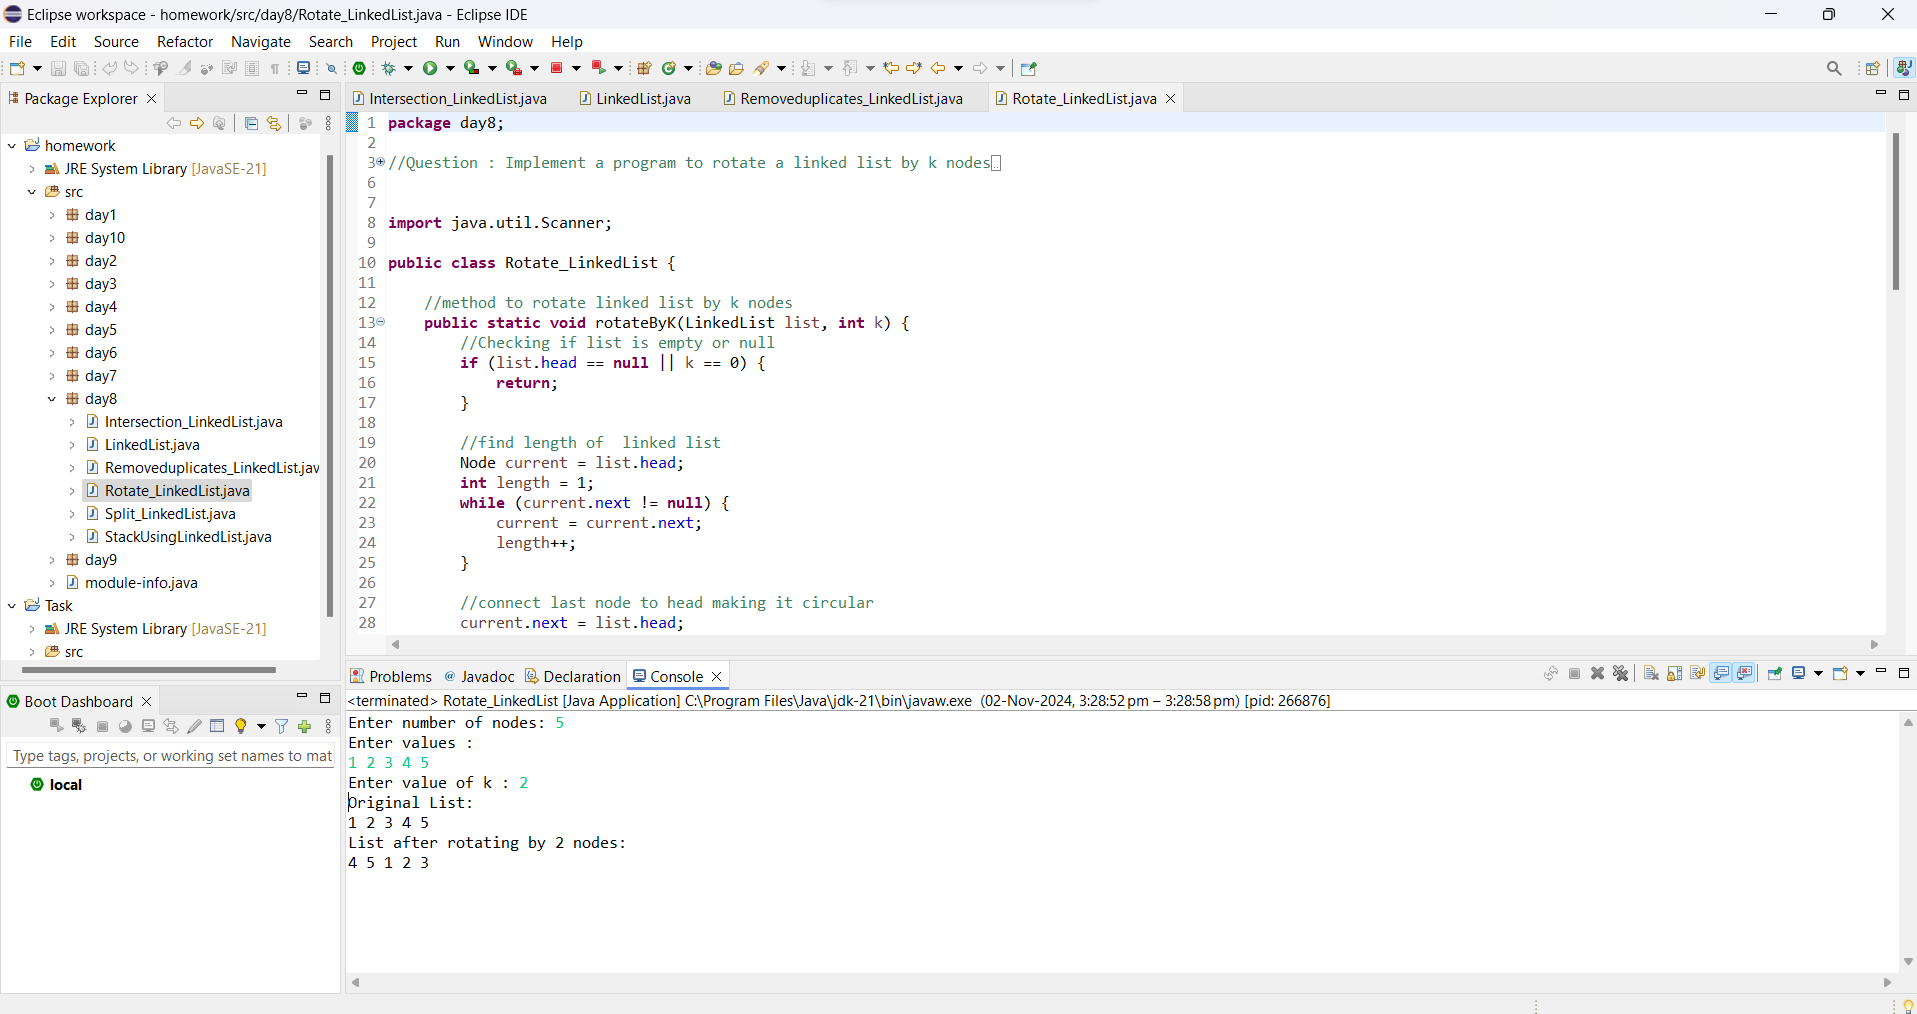 Eclipse workspace - homework/src/day8/Rotate_LinkedList.java - Eclipse IDE
File Edit Source Refactor Navigate Search Project Run Window Help
Package Explorer
homework
JRE System Library [JavaSE-21]
src
day1
day10
day2
day3
day4
day5
day6
day7
day8
Intersection_LinkedList.java
LinkedList.java
Removeduplicates_LinkedList.jav
Rotate_LinkedList.java
Split_LinkedList.java
StackUsingLinkedList.java
day9
module-info.java
Task
JRE System Library [JavaSE-21]
src
Boot Dashboard
Type tags, projects, or working set names to mat
local
Intersection_LinkedList.java LinkedList.java Removeduplicates_LinkedList.java Rotate_LinkedList.java
1 package day8;
2
3 //Question : Implement a program to rotate a linked list by k nodes
6
7
8 import java.util.Scanner;
9
10 public class Rotate_LinkedList {
11
12 //method to rotate linked list by k nodes
13 public static void rotateByK(LinkedList list, int k) {
14 //Checking if list is empty or null
15 if (list.head == null || k == 0) {
16 return;
17 }
18
19 //find length of  linked list
20 Node current = list.head;
21 int length = 1;
22 while (current.next != null) {
23 current = current.next;
24 length++;
25 }
26
27 //connect last node to head making it circular
28 current.next = list.head;
Problems Javadoc Declaration Console
<terminated> Rotate_LinkedList [Java Application] C:\Program Files\Java\jdk-21\bin\javaw.exe (02-Nov-2024, 3:28:52 pm – 3:28:58 pm) [pid: 266876]
Enter number of nodes: 5
Enter values :
1 2 3 4 5
Enter value of k : 2
Original List:
1 2 3 4 5
List after rotating by 2 nodes:
4 5 1 2 3